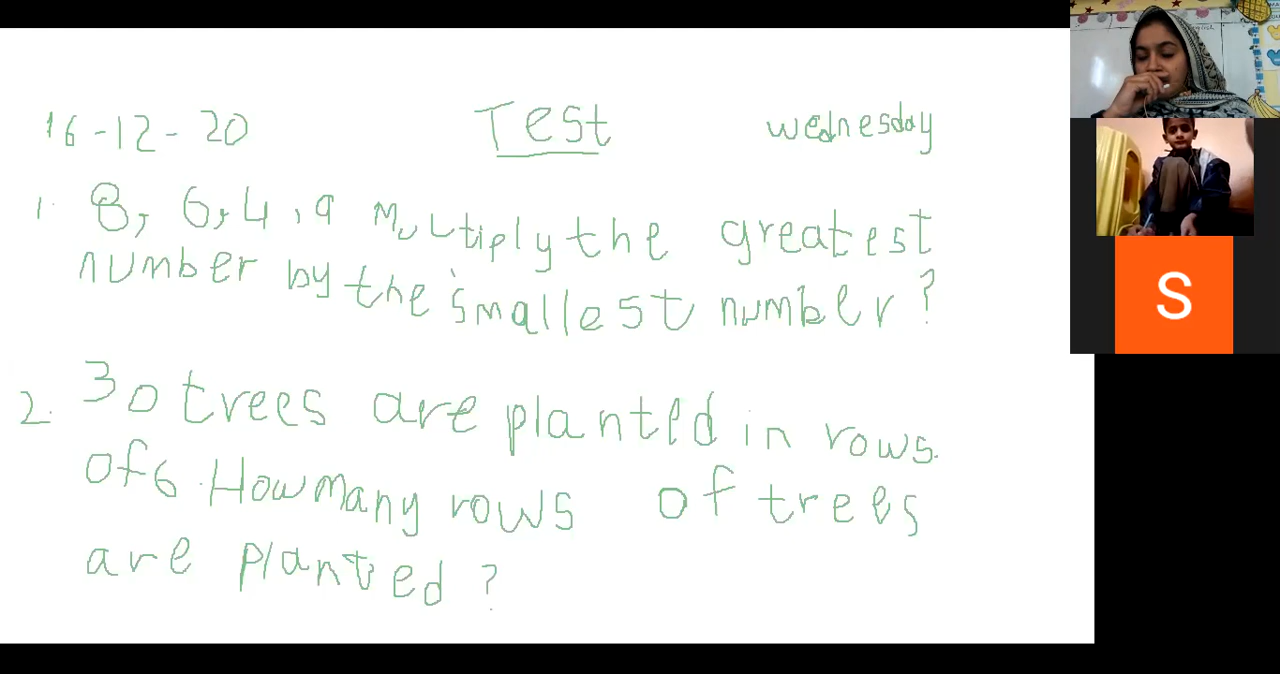 16-12-20 Test wednesday
1. 8, 6, 4, 9 Multiply the greatest
number by the smallest number?
2. 30 trees are planted in rows.
of 6. How many rows of trees
are planted?
S